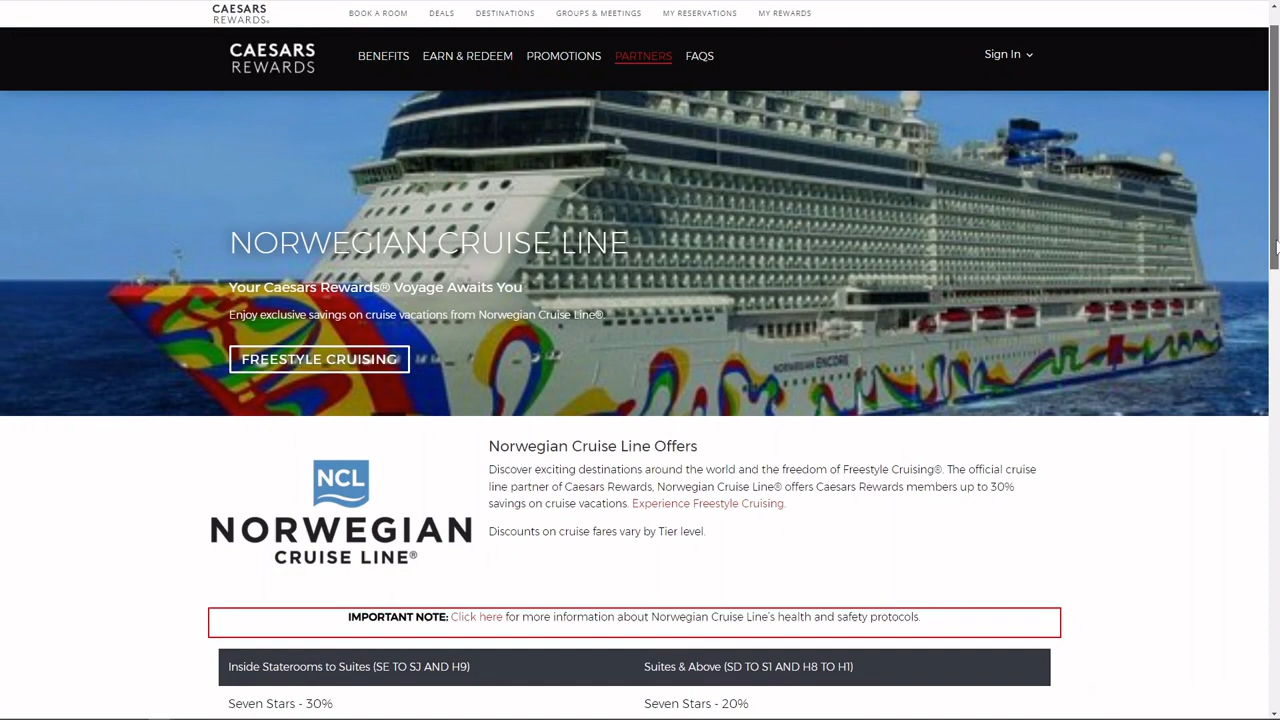 CAESARS
REWARDS
BOOK A ROOM DEALS DESTINATIONS GROUPS & MEETINGS MY RESERVATIONS MY REWARDS
CAESARS
REWARDS
BENEFITS EARN & REDEEM PROMOTIONS PARTNERS FAQS
Sign In
NORWEGIAN CRUISE LINE
Your Caesars Rewards® Voyage Awaits You
Enjoy exclusive savings on cruise vacations from Norwegian Cruise Line®.
FREESTYLE CRUISING
NORWEGIAN ENCORE
Norwegian Cruise Line Offers
Discover exciting destinations around the world and the freedom of Freestyle Cruising®. The official cruise
line partner of Caesars Rewards, Norwegian Cruise Line® offers Caesars Rewards members up to 30%
savings on cruise vacations. Experience Freestyle Cruising.
Discounts on cruise fares vary by Tier level.
NCL
NORWEGIAN
CRUISE LINE®
IMPORTANT NOTE: Click here for more information about Norwegian Cruise Line's health and safety protocols.
Inside Staterooms to Suites (SE TO SJ AND H9) Suites & Above (SD TO S1 AND H8 TO H1)
Seven Stars - 30% Seven Stars - 20%